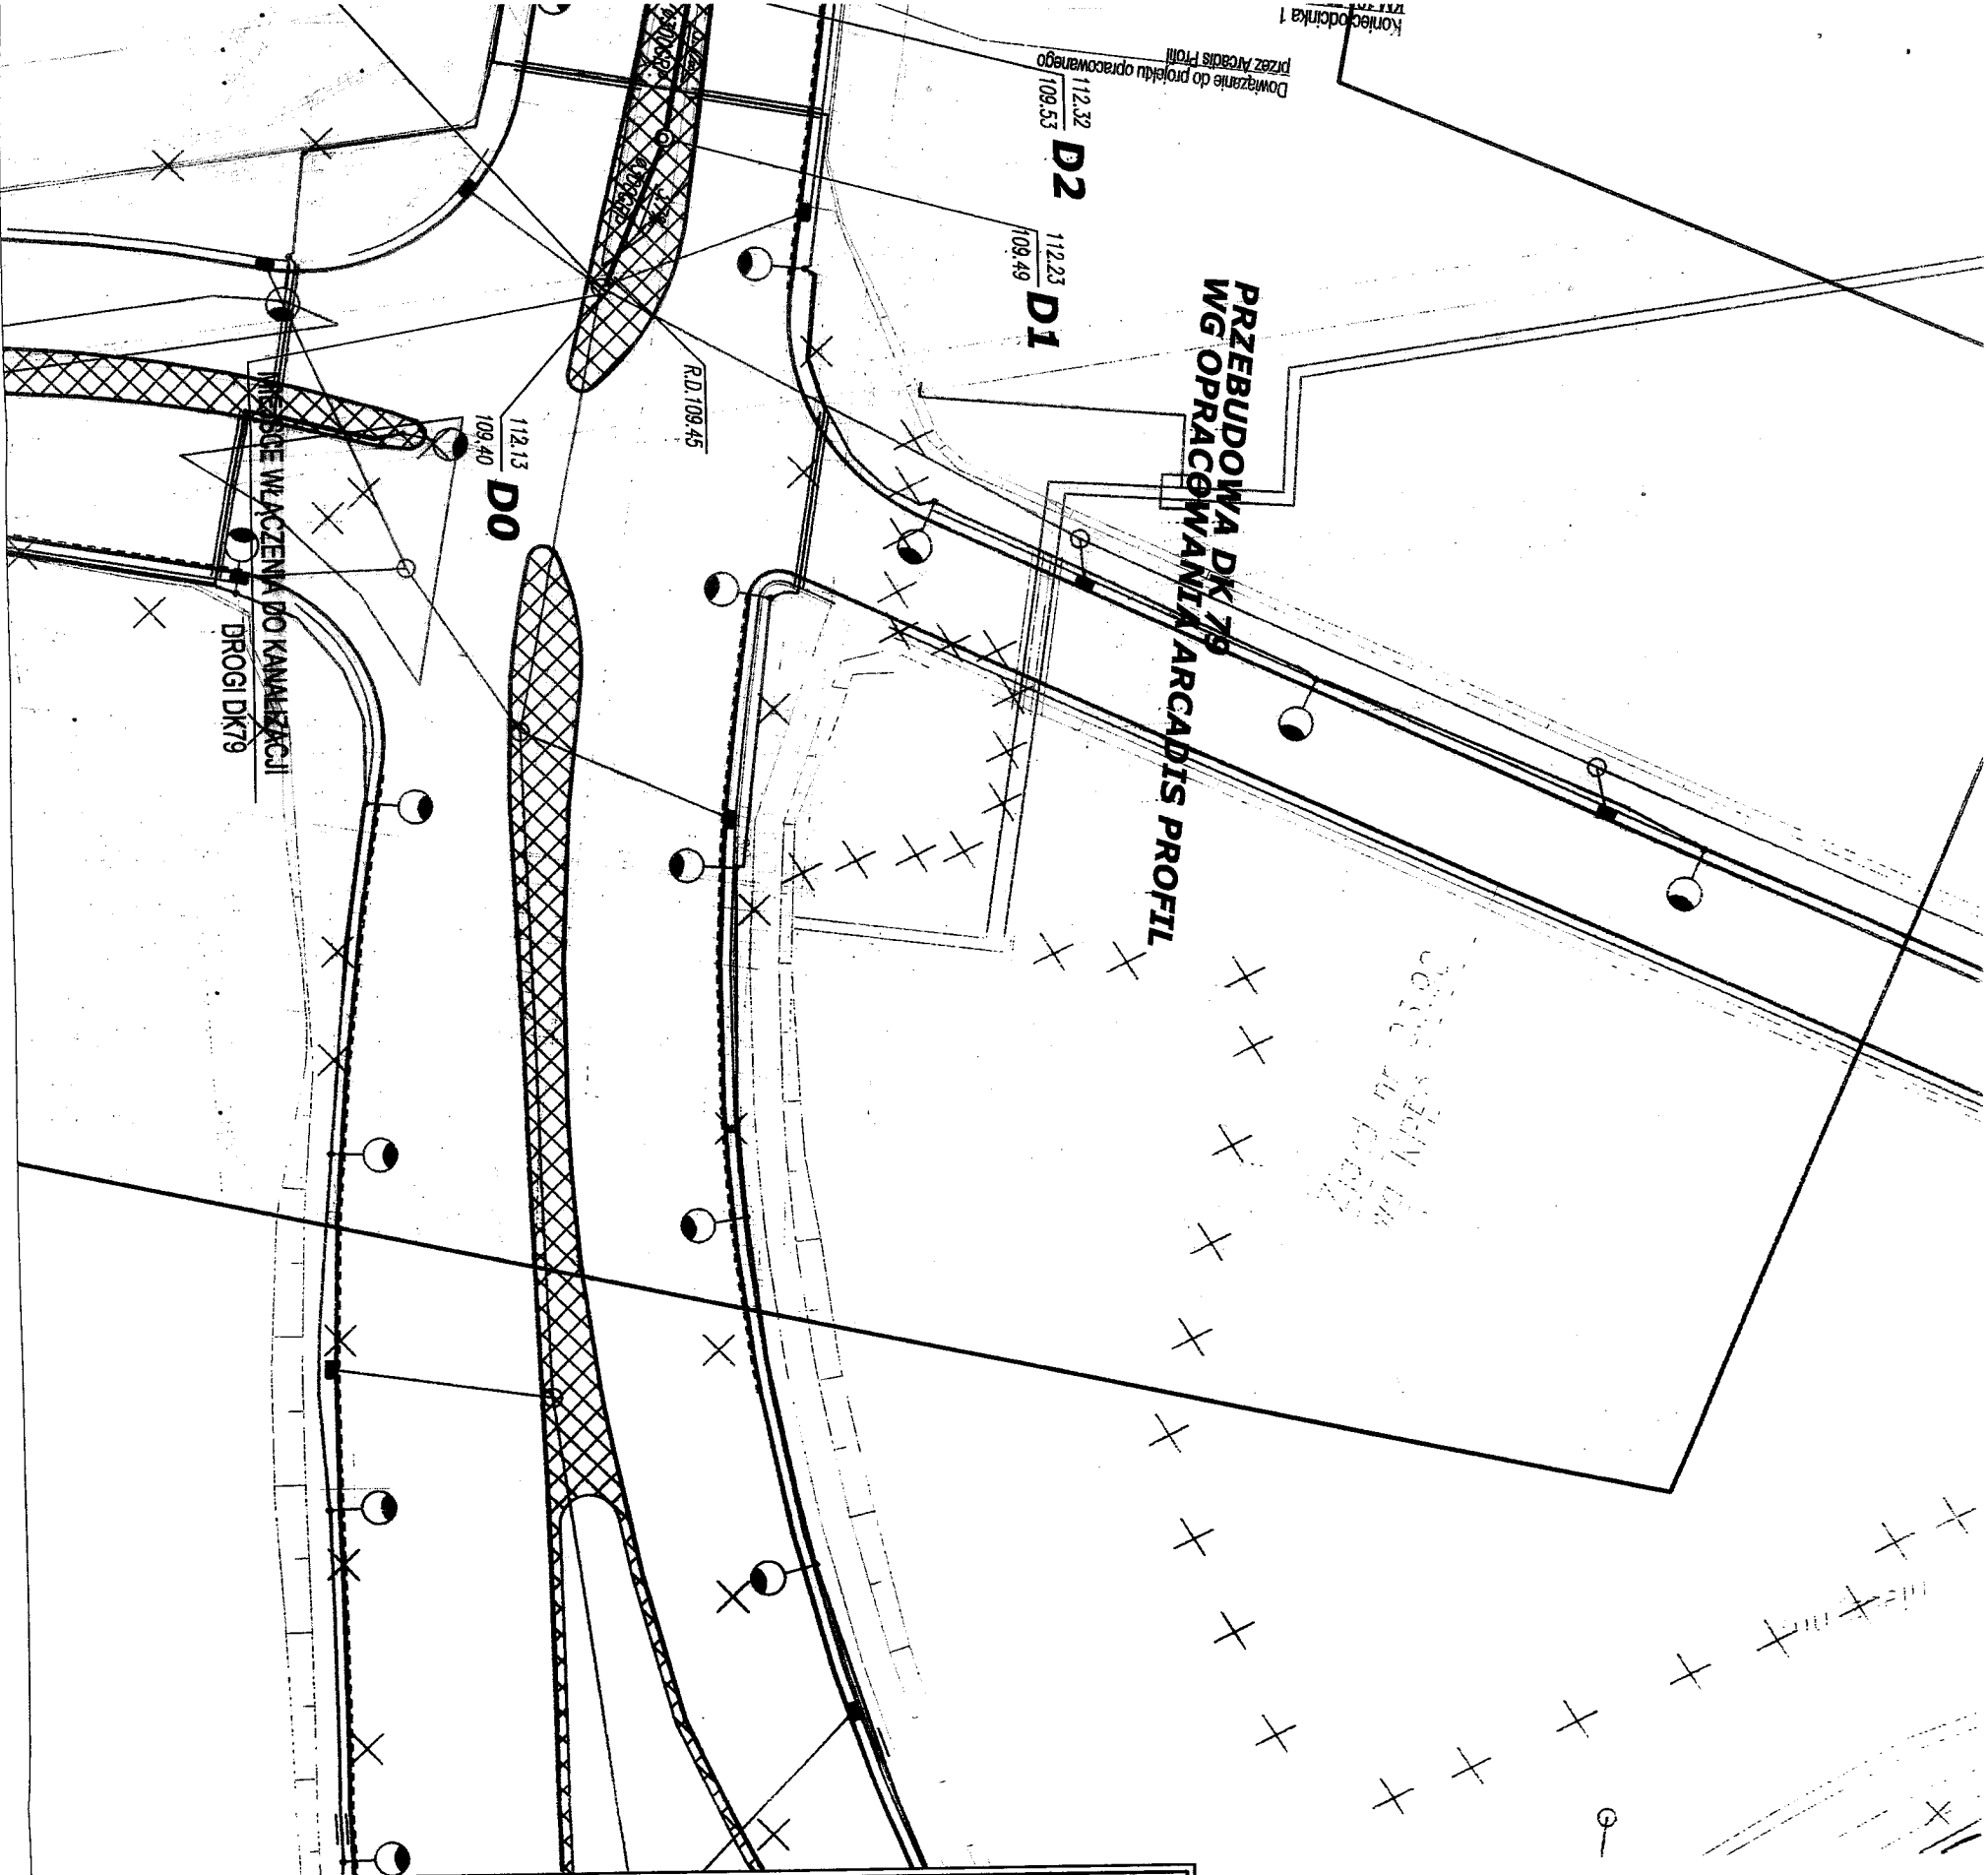 Koniec odcinka 1
Dowiązanie do projektu opracowanego
przez Arcadis Profil
112.32
109.53
D2
112.23
109.49
D1
PRZEBUDOWA DK 79
WG OPRACOWANIA ARCADIS PROFIL
R.D.109.45
112.13
109.40
D0
MIEJSCE WŁĄCZENIA DO KANALIZACJI
DROGI DK79